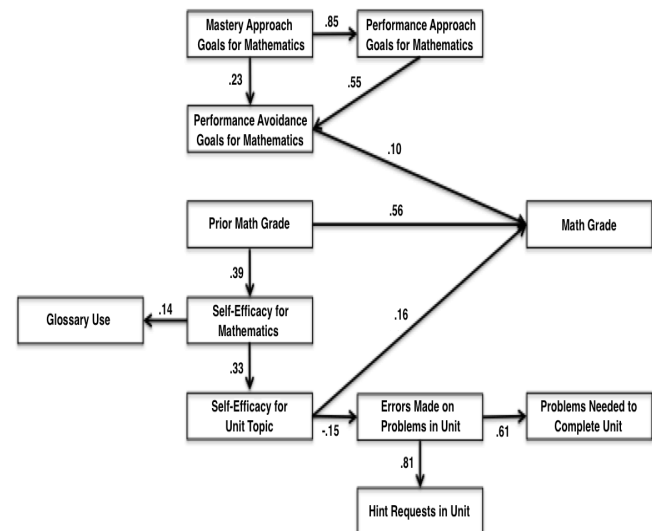 Mastery Approach
Goals for Mathematics
.85
Performance Approach
Goals for Mathematics
.23
.55
Performance Avoidance
Goals for Mathematics
.10
Prior Math Grade
.56
Math Grade
.39
Glossary Use
.14
Self-Efficacy for
Mathematics
.16
.33
Self-Efficacy for
Unit Topic
-.15
Errors Made on
Problems in Unit
.61
Problems Needed to
Complete Unit
.81
Hint Requests in Unit